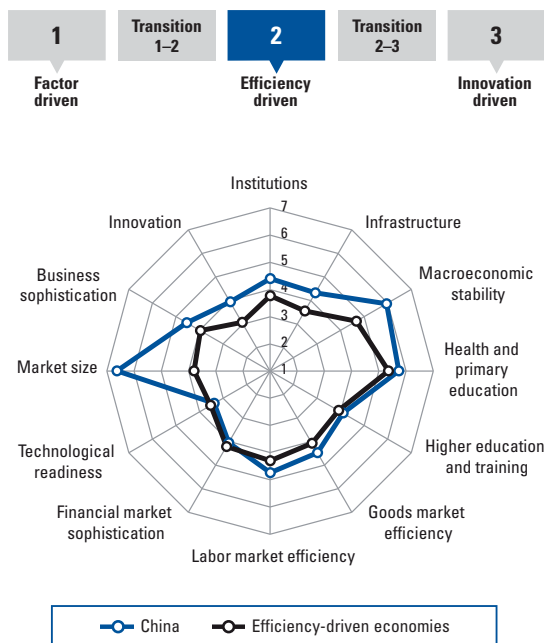 1
Transition
1–2
2
Transition
2–3
3
Factor
driven
Efficiency
driven
Innovation
driven
Institutions
7
Innovation
Infrastructure
6
5
Business
sophistication
Macroeconomic
stability
4
3
2
Market size
1
Health and
primary
education
Technological
readiness
Higher education
and training
Financial market
sophistication
Goods market
efficiency
Labor market efficiency
China
Efficiency-driven economies